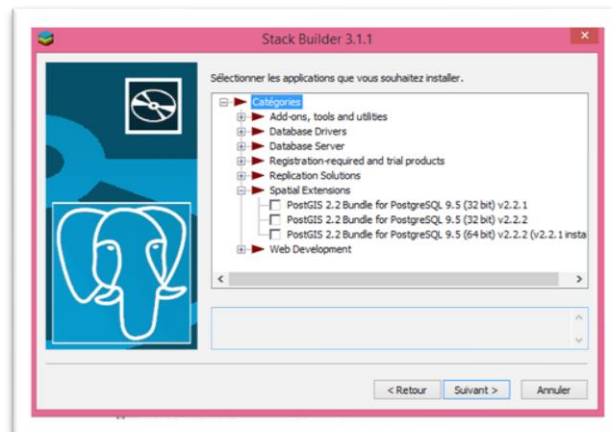 Stack Builder 3.1.1
Sélectionner les applications que vous souhaitez installer.
Catégories
Add-ons, tools and utilities
Database Drivers
Database Server
Registration-required and trial products
Replication Solutions
Spatial Extensions
PostGIS 2.2 Bundle for PostgreSQL 9.5 (32 bit) v2.2.1
PostGIS 2.2 Bundle for PostgreSQL 9.5 (32 bit) v2.2.2
PostGIS 2.2 Bundle for PostgreSQL 9.5 (64 bit) v2.2.2 (v2.2.1 insta
Web Development
< Retour
Suivant >
Annuler